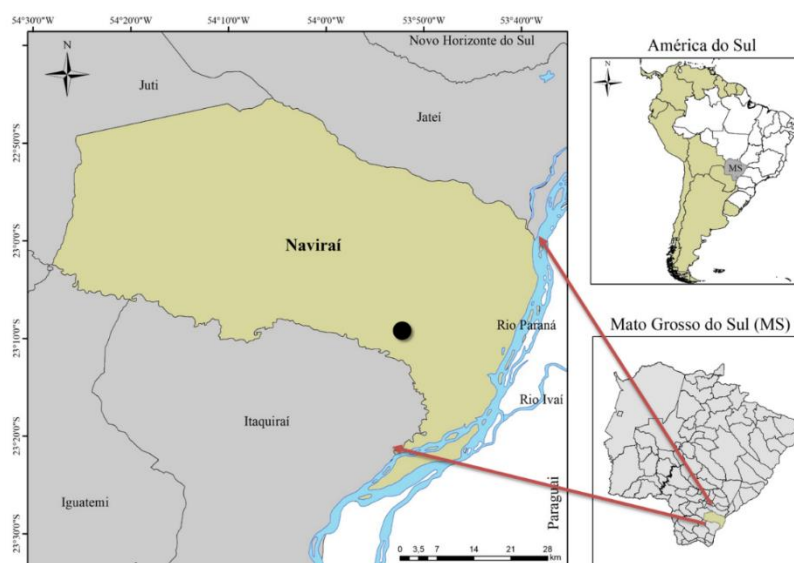 54°30'0"W 54°20'0"W 54°10'0"W 54°0'0"W 53°50'0"W 53°40'0"W
N
Novo Horizonte do Sul
Juti
Jateí
22°50'0"S
Naviraí
23°0'0"S
23°10'0"S
Rio Paraná
Rio Ivaí
Itaquiraí
23°20'0"S
Iguatemi
Paraguai
23°30'0"S
0 3,5 7 14 21 28
km
América do Sul
N
MS
Mato Grosso do Sul (MS)